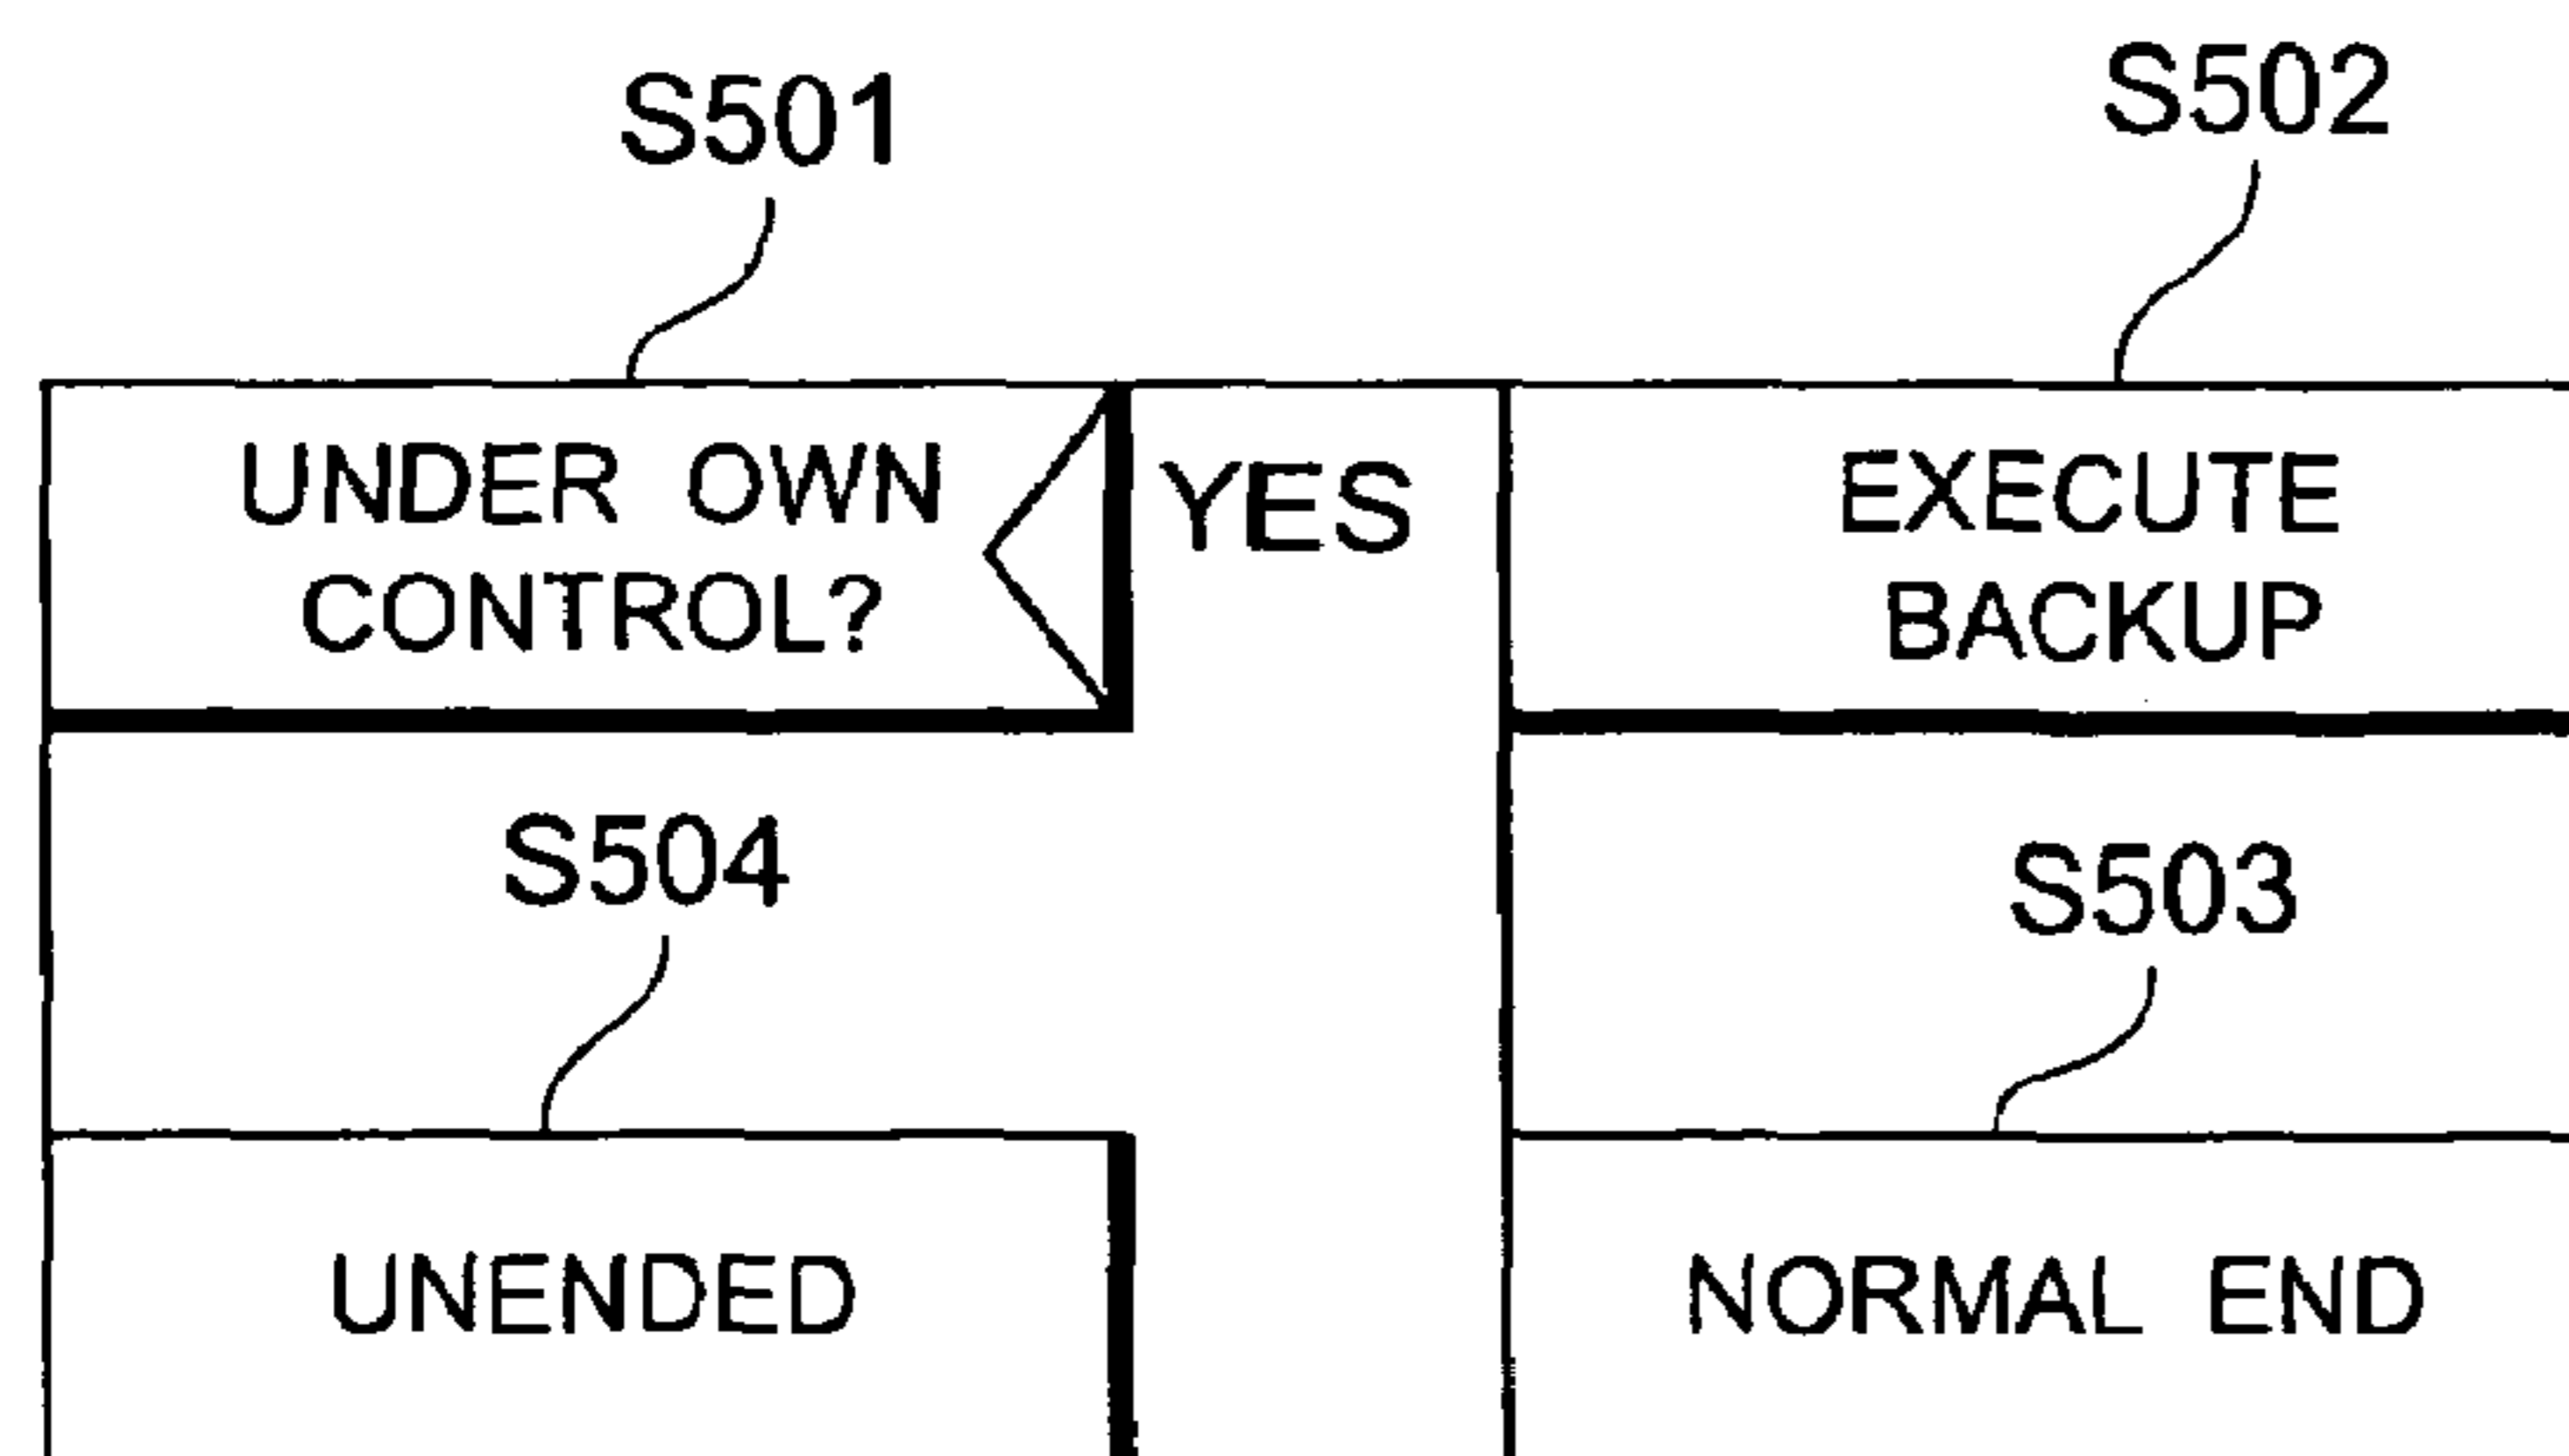 S501
S502
UNDER OWN
CONTROL?
YES
EXECUTE
BACKUP
S504
S503
UNENDED
NORMAL END